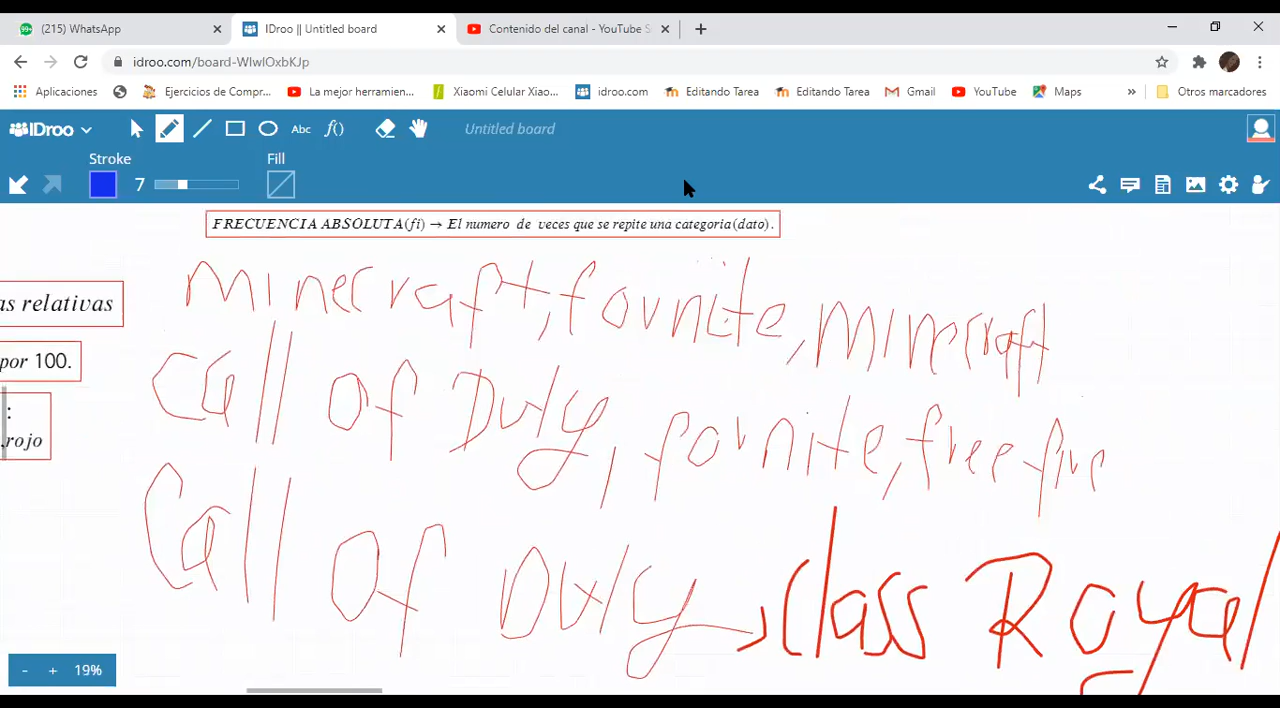 (215) WhatsApp
IDroo || Untitled board
Contenido del canal - YouTube S
idroo.com/board-WlwlOxbKJp
Aplicaciones
Ejercicios de Compr...
La mejor herramien...
Xiaomi Celular Xiao...
idroo.com
Editando Tarea
Editando Tarea
Gmail
YouTube
Maps
»
Otros marcadores
IDroo
Abc
f()
Untitled board
Stroke
7
Fill
FRECUENCIA ABSOLUTA(fi) → El numero de veces que se repite una categoria(dato).
as relativas
por 100.
:
,rojo
Minecraft, fornite, Minecraft
Call Of Duty, fornite, free fire
Call Of Duty, class Royal
- + 19%
99+